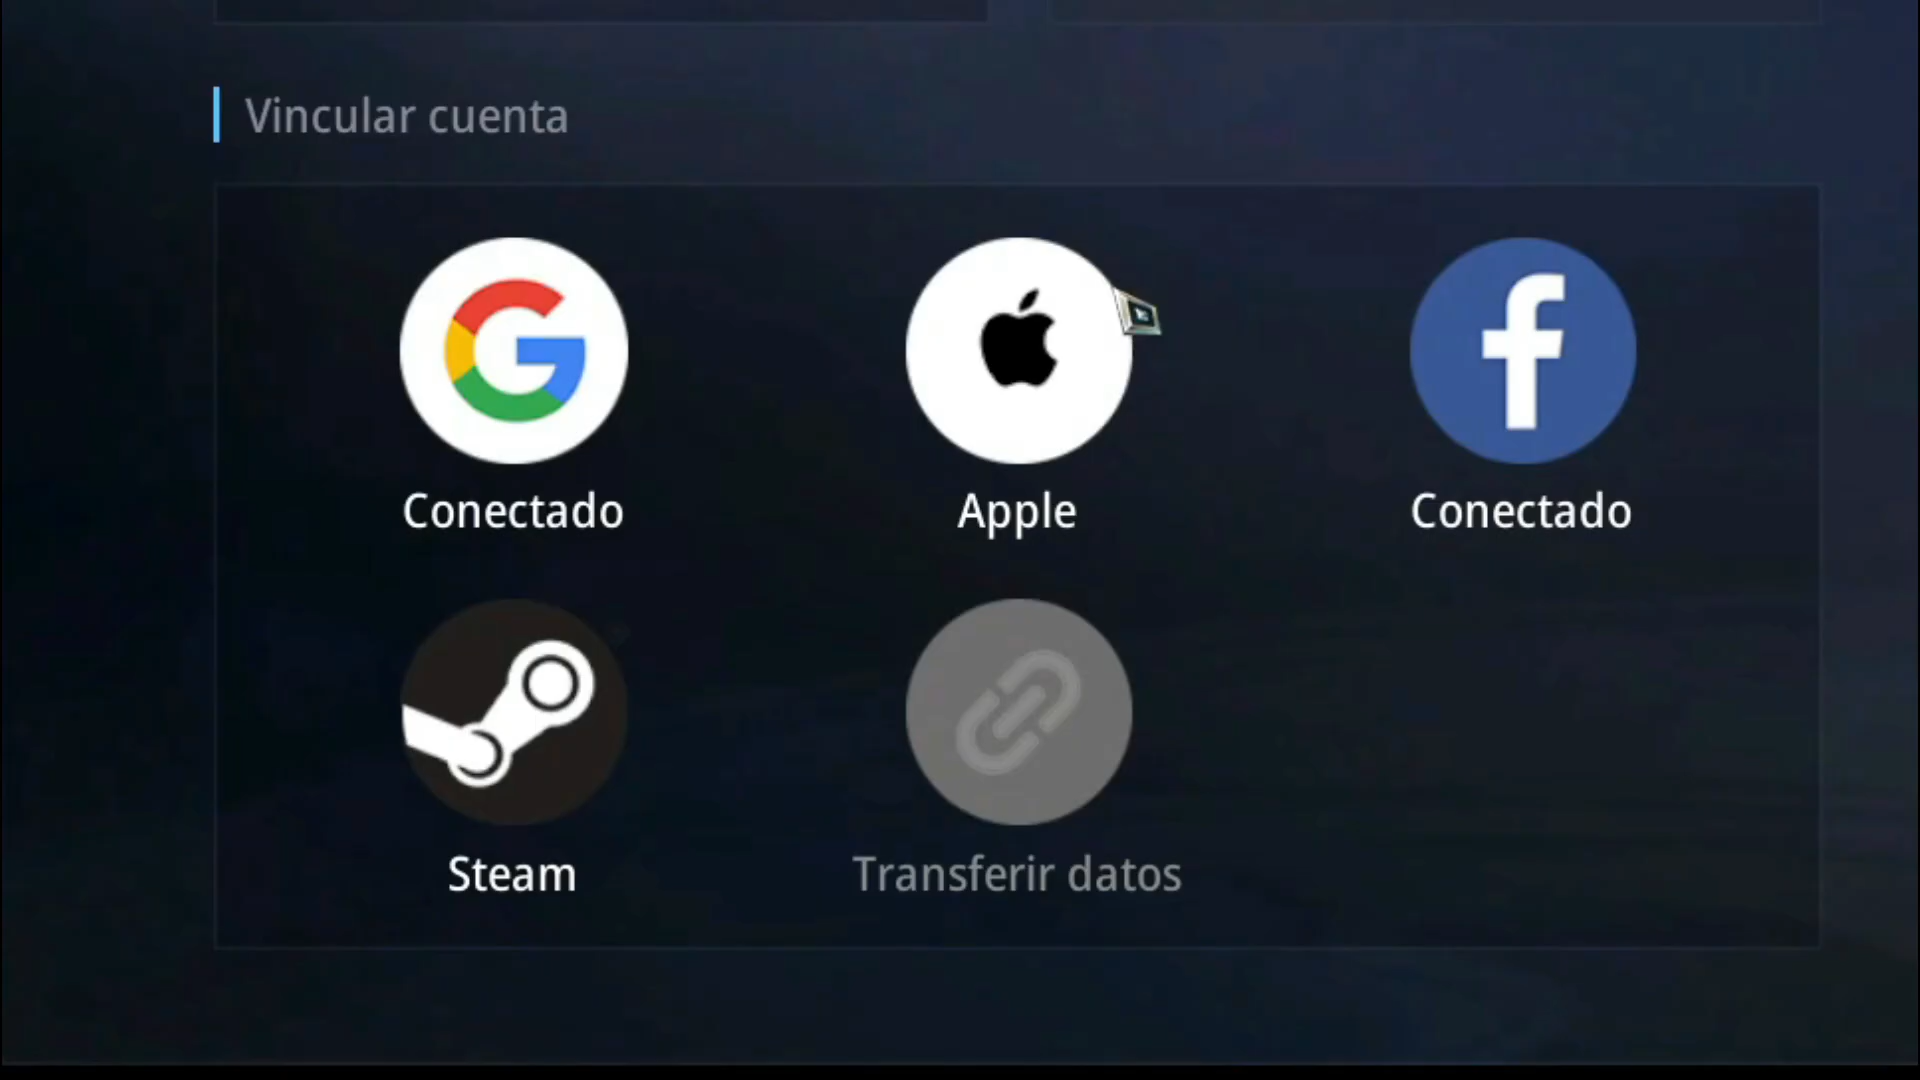 Vincular cuenta
Conectado
Apple
Conectado
Steam
Transferir datos